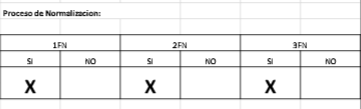 Proceso de Normalizacion:
1FN 2FN 3FN
SI NO SI NO SI NO
X X X